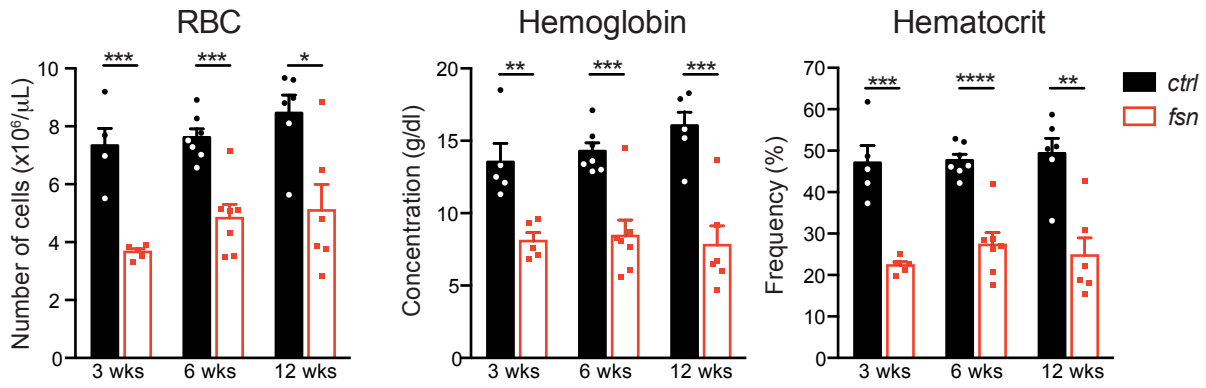 RBC
Hemoglobin
Hematocrit
Number of cells (x10⁶/μL)
10
8
6
4
2
0
***
***
*
3 wks
6 wks
12 wks
Concentration (g/dl)
20
15
10
5
0
**
***
***
3 wks
6 wks
12 wks
Frequency (%)
70
60
50
40
30
20
10
0
***
****
**
3 wks
6 wks
12 wks
ctrl
fsn